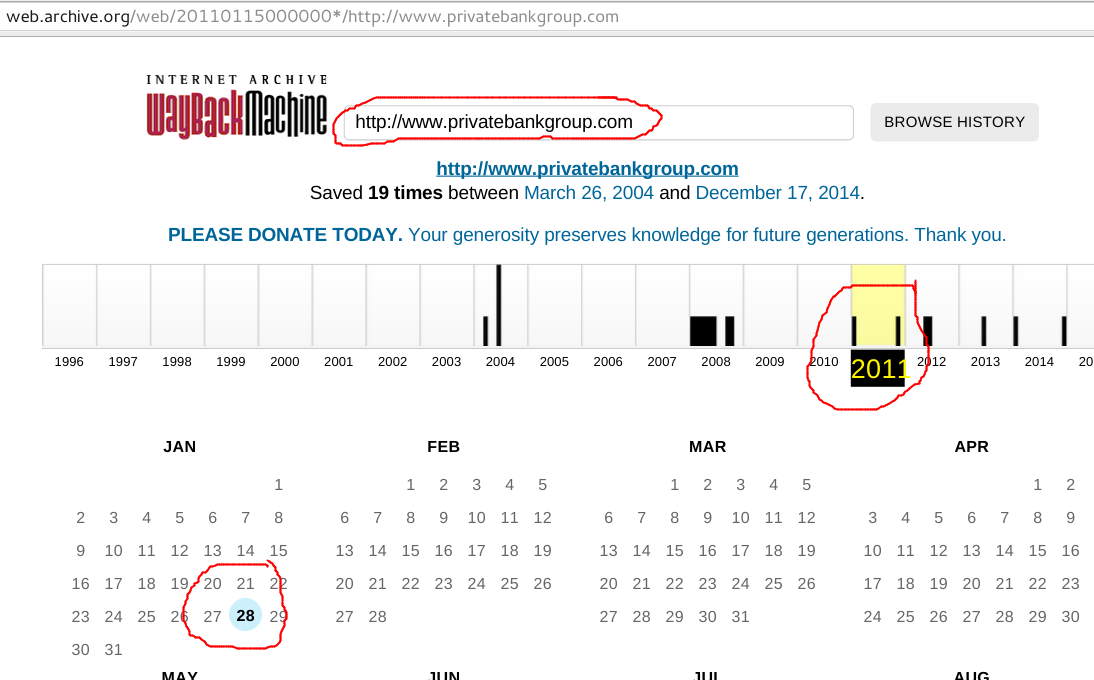 web.archive.org/web/20110115000000*/http://www.privatebankgroup.com
INTERNET ARCHIVE
WayBackMachine
http://www.privatebankgroup.com
BROWSE HISTORY
http://www.privatebankgroup.com
Saved 19 times between March 26, 2004 and December 17, 2014.
PLEASE DONATE TODAY. Your generosity preserves knowledge for future generations. Thank you.
1996 1997 1998 1999 2000 2001 2002 2003 2004 2005 2006 2007 2008 2009 2010 2011 2012 2013 2014 20
JAN FEB MAR APR
1 1 2 3 4 5 1 2 3 4 5 1 2
2 3 4 5 6 7 8 6 7 8 9 10 11 12 6 7 8 9 10 11 12 3 4 5 6 7 8 9
9 10 11 12 13 14 15 13 14 15 16 17 18 19 13 14 15 16 17 18 19 10 11 12 13 14 15 16
16 17 18 19 20 21 22 20 21 22 23 24 25 26 20 21 22 23 24 25 26 17 18 19 20 21 22 23
23 24 25 26 27 28 29 27 28 27 28 29 30 31 24 25 26 27 28 29 30
30 31
MAY JUN JUL AUG